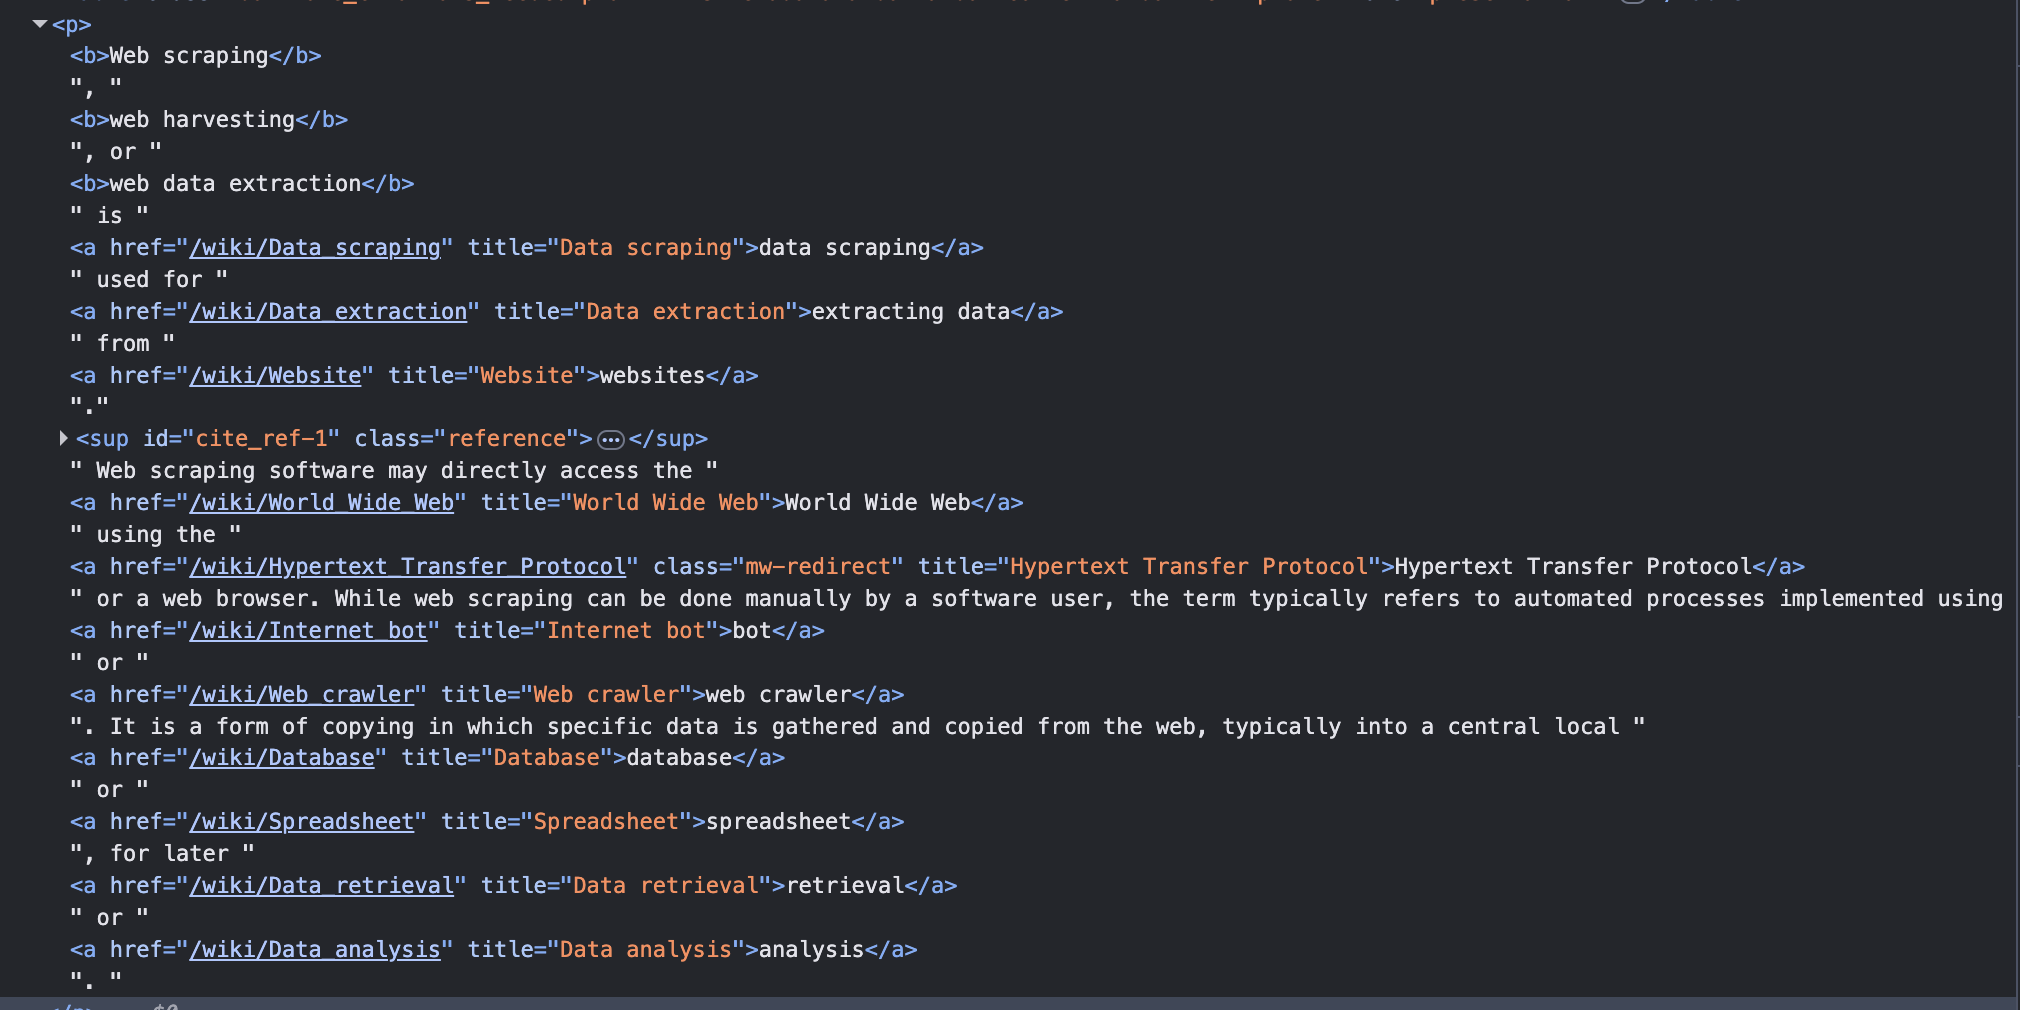 <p>
<b>Web scraping</b>
", "
<b>web harvesting</b>
", or "
<b>web data extraction</b>
" is "
<a href="/wiki/Data_scraping" title="Data scraping">data scraping</a>
" used for "
<a href="/wiki/Data_extraction" title="Data extraction">extracting data</a>
" from "
<a href="/wiki/Website" title="Website">websites</a>
"."
<sup id="cite_ref-1" class="reference">…</sup>
" Web scraping software may directly access the "
<a href="/wiki/World_Wide_Web" title="World Wide Web">World Wide Web</a>
" using the "
<a href="/wiki/Hypertext_Transfer_Protocol" class="mw-redirect" title="Hypertext Transfer Protocol">Hypertext Transfer Protocol</a>
" or a web browser. While web scraping can be done manually by a software user, the term typically refers to automated processes implemented using
<a href="/wiki/Internet_bot" title="Internet bot">bot</a>
" or "
<a href="/wiki/Web_crawler" title="Web crawler">web crawler</a>
". It is a form of copying in which specific data is gathered and copied from the web, typically into a central local "
<a href="/wiki/Database" title="Database">database</a>
" or "
<a href="/wiki/Spreadsheet" title="Spreadsheet">spreadsheet</a>
", for later "
<a href="/wiki/Data_retrieval" title="Data retrieval">retrieval</a>
" or "
<a href="/wiki/Data_analysis" title="Data analysis">analysis</a>
". "